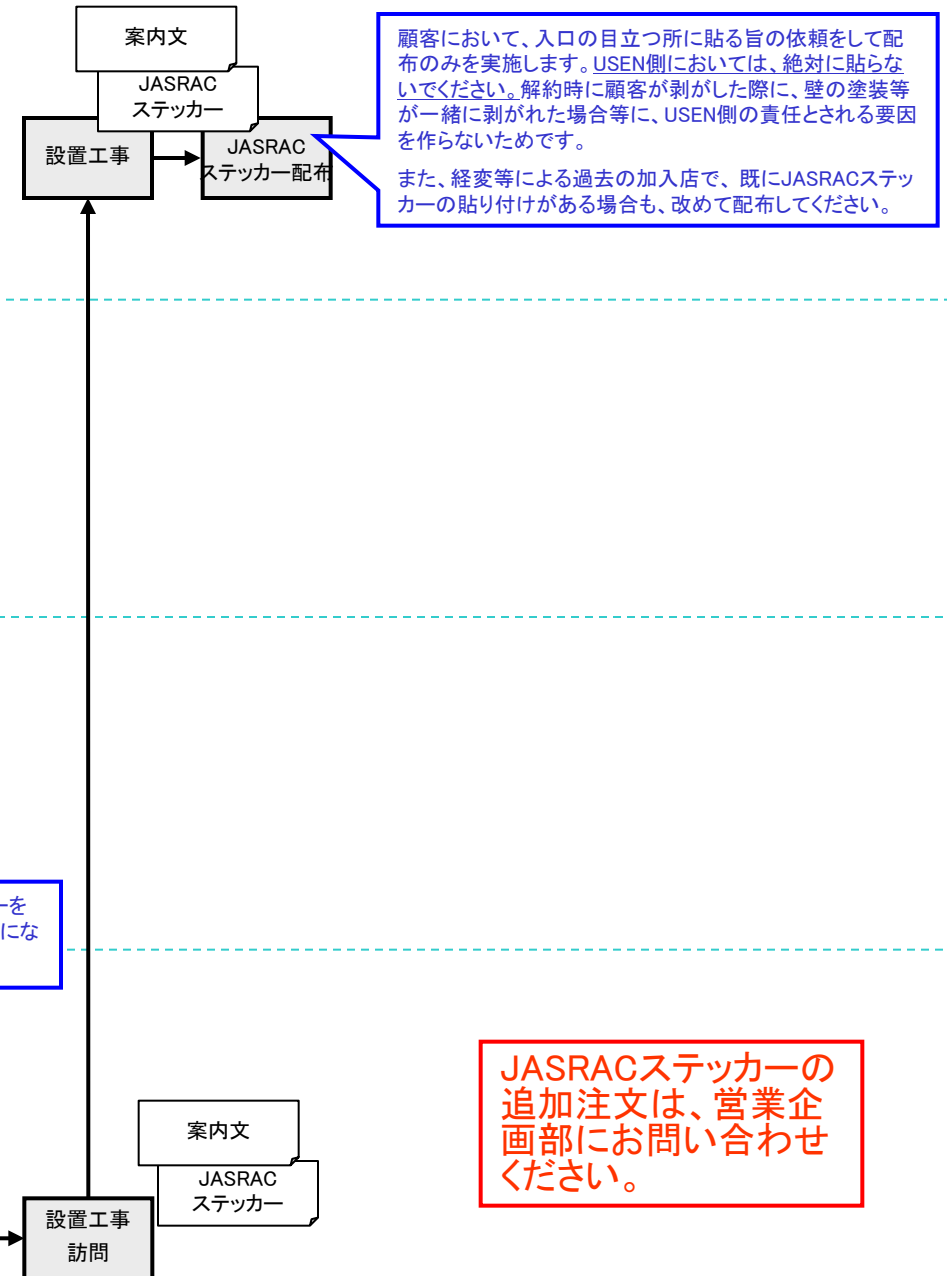 案内文
JASRAC
ステッカー
設置工事
JASRAC
ステッカー配布
顧客において、入口の目立つ所に貼る旨の依頼をして配
布のみを実施します。USEN側においては、絶対に貼らな
いでください。解約時に顧客が剥がした際に、壁の塗装等
が一緒に剥がれた場合等に、USEN側の責任とされる要因
を作らないためです。
また、経変等による過去の加入店で、既にJASRACステッ
カーの貼り付けがある場合も、改めて配布してください。
ーを
にな
JASRACステッカーの
追加注文は、営業企
画部にお問い合わせ
ください。
案内文
JASRAC
ステッカー
設置工事
訪問